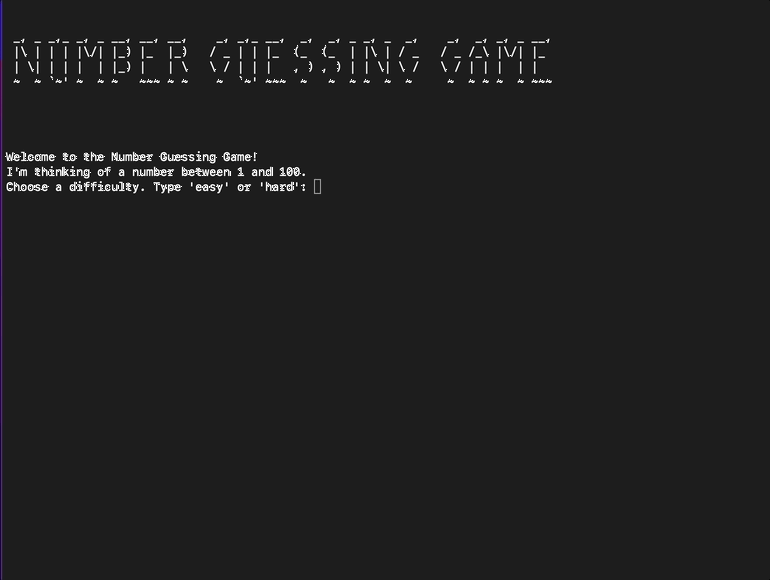 NUMBER GUESSING GAME
Welcome to the Number Guessing Game!
I'm thinking of a number between 1 and 100.
Choose a difficulty. Type 'easy' or 'hard':